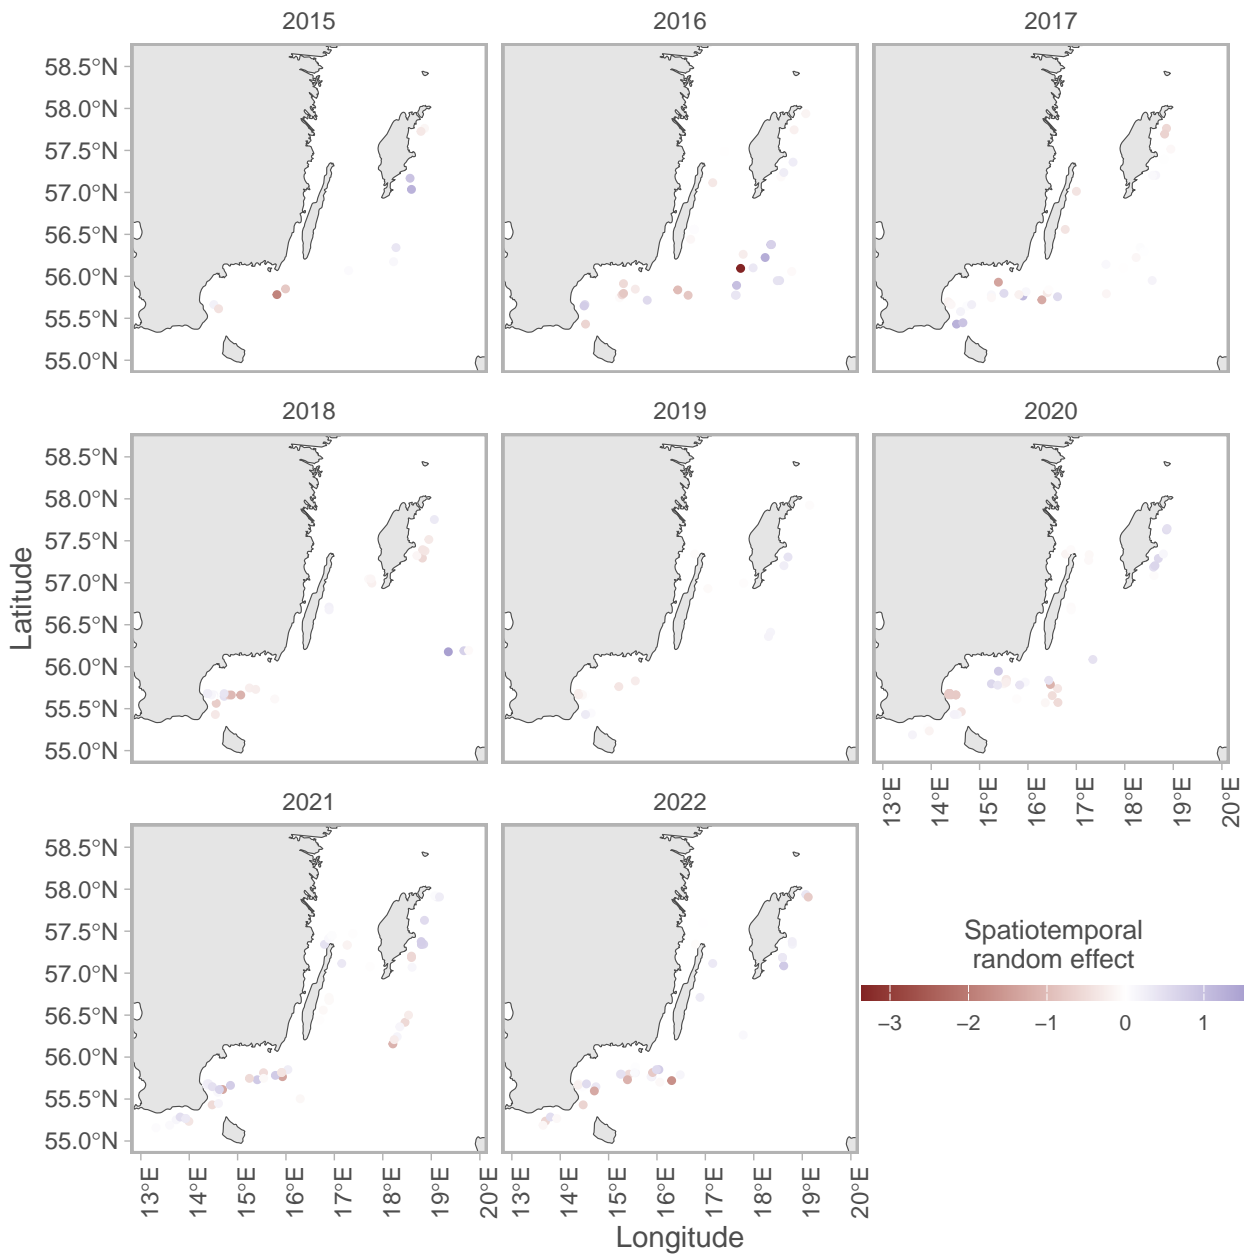 2015 2016 2017
58.5°N
58.0°N
57.5°N
57.0°N
56.5°N
56.0°N
55.5°N
55.0°N
2018 2019 2020
58.5°N
58.0°N
57.5°N
57.0°N
56.5°N
56.0°N
55.5°N
55.0°N
Latitude
13°E 14°E 15°E 16°E 17°E 18°E 19°E 20°E
2021 2022
58.5°N
58.0°N
57.5°N
57.0°N
56.5°N
56.0°N
55.5°N
55.0°N
Spatiotemporal
random effect
−3 −2 −1 0 1
13°E 14°E 15°E 16°E 17°E 18°E 19°E 20°E 13°E 14°E 15°E 16°E 17°E 18°E 19°E 20°E
Longitude